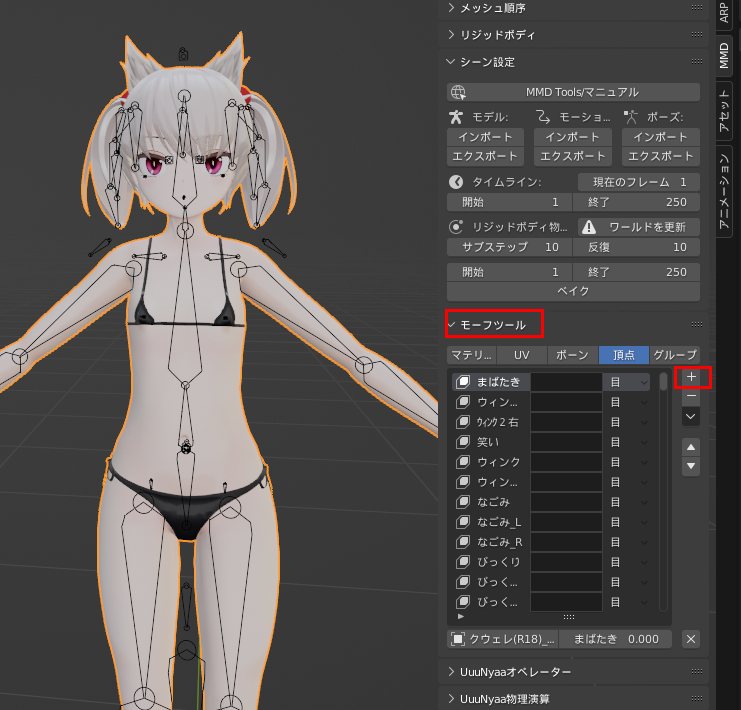 メッシュ順序
リジッドボディ
シーン設定
MMD Tools/マニュアル
モデル: モーショ... ポーズ:
インポート インポート インポート
エクスポート エクスポート エクスポート
タイムライン: 現在のフレーム 1
開始 1 終了 250
リジッドボディ物... ワールドを更新
サブステップ 10 反復 10
開始 1 終了 250
ベイク
モーフツール
マテリ... UV ボーン 頂点 グループ
まばたき 目
ウィン... 目
ｳｨﾝｸ２右 目
笑い 目
ウィンク 目
ウィン... 目
なごみ 目
なごみ_L 目
なごみ_R 目
びっくり 目
びっく... 目
びっく... 目
クウェレ(R18)_... まばたき 0.000
UuuNyaaオペレーター
UuuNyaa物理演算
ARP
MMD
アセット
アニメーション